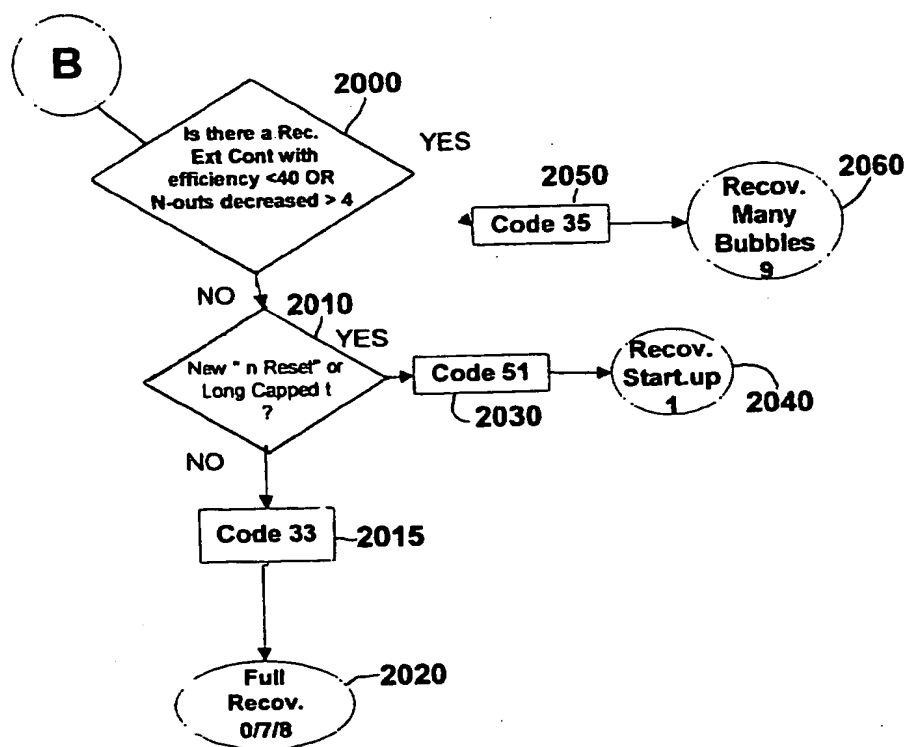 B
2000
Is there a Rec.
Ext Cont with
efficiency <40 OR
N-outs decreased > 4
YES
2050
Code 35
2060
Recov.
Many
Bubbles
9
NO
2010
YES
New " n Reset" or
Long Capped t
?
Code 51
2030
Recov.
Start.up
1
2040
NO
Code 33
2015
Full
Recov.
0/7/8
2020